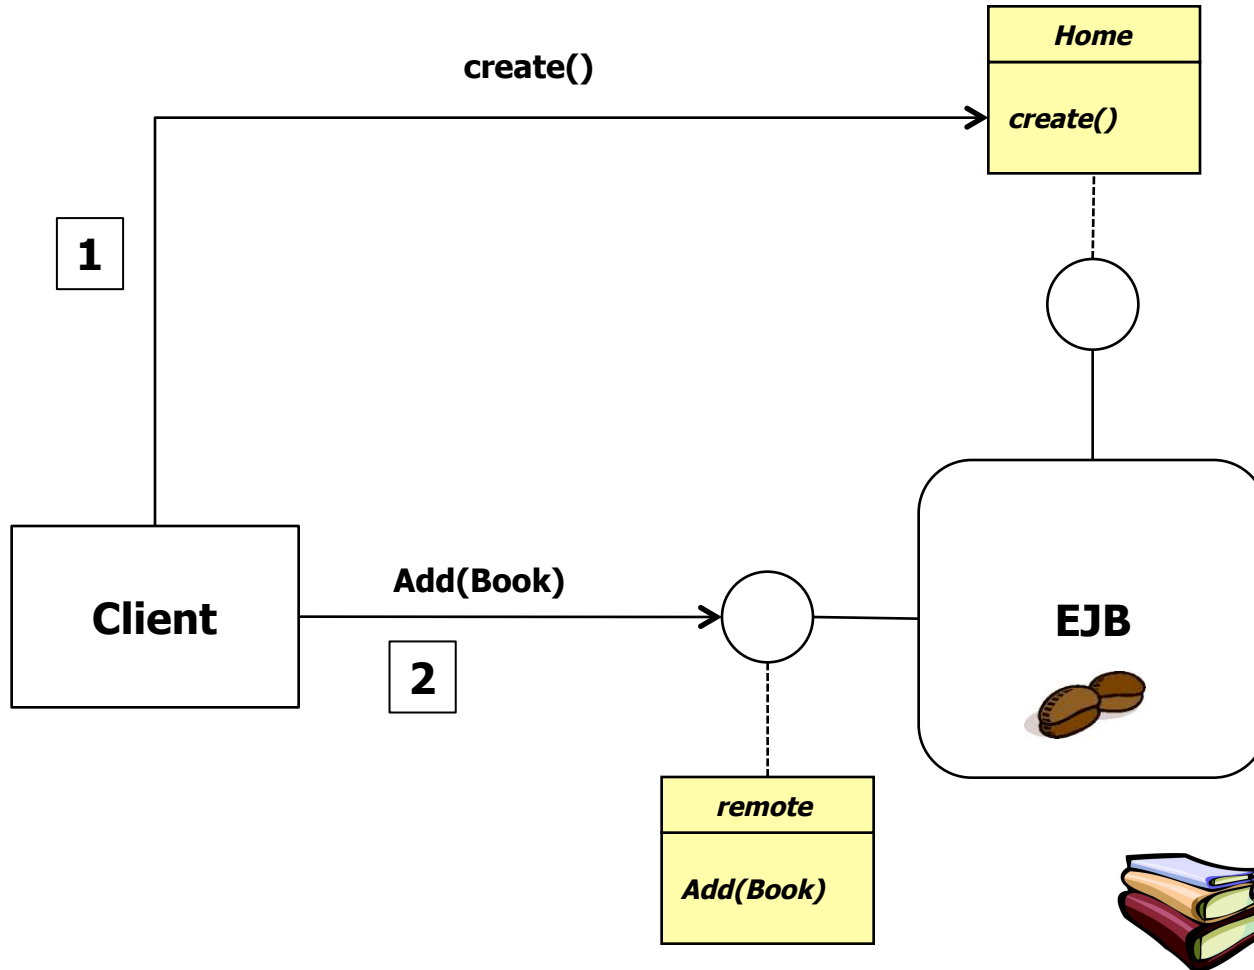 Home
create()
create()
1
Add(Book)
Client
EJB
2
remote
Add(Book)